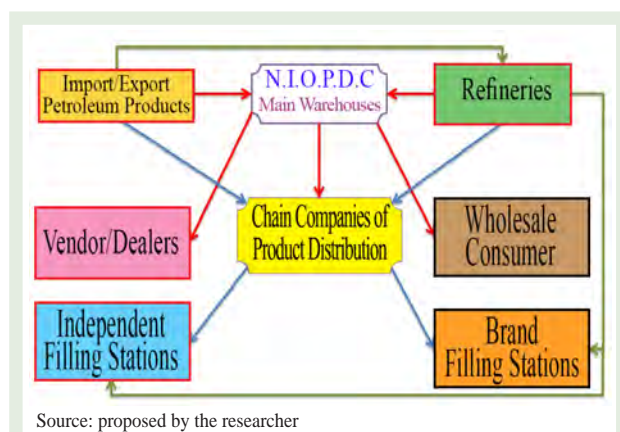 Import/Export
Petroleum Products
N.I.O.P.D.C
Main Warehouses
Refineries
Vendor/Dealers
Chain Companies of
Product Distribution
Wholesale
Consumer
Independent
Filling Stations
Brand
Filling Stations
Source: proposed by the researcher